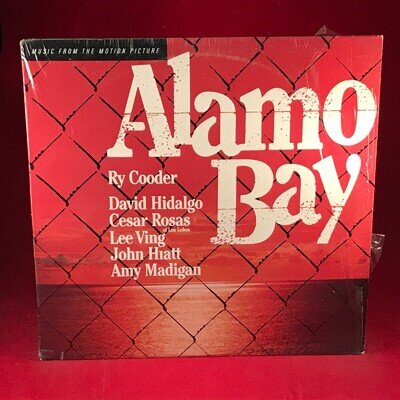 MUSIC FROM THE MOTION PICTURE
Alamo
Bay
Ry Cooder
David Hidalgo
Cesar Rosas
of Los Lobos
Lee Ving
John Hiatt
Amy Madigan